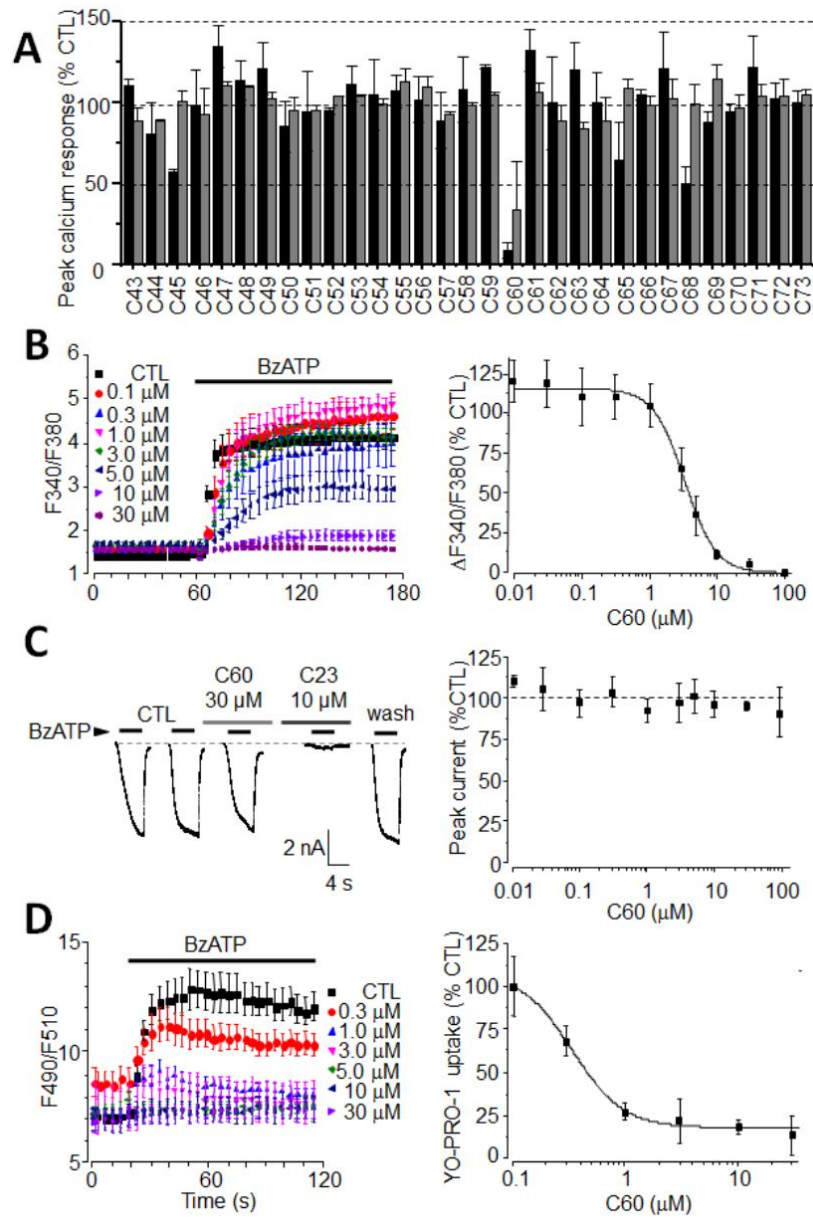 A
Peak calcium response (% CTL)
150
100
50
0
C43 C44 C45 C46 C47 C48 C49 C50 C51 C52 C53 C54 C55 C56 C57 C58 C59 C60 C61 C62 C63 C64 C65 C66 C67 C68 C69 C70 C71 C72 C73
B
F340/F380
6
5
4
3
2
1
BzATP
CTL
0.1 μM
0.3 μM
1.0 μM
3.0 μM
5.0 μM
10 μM
30 μM
0 60 120 180
ΔF340/F380 (% CTL)
125
100
75
50
25
0
0.01 0.1 1 10 100
C60 (μM)
C
BzATP
CTL
C60
30 μM
C23
10 μM
wash
2 nA
4 s
Peak current (%CTL)
125
100
75
50
25
0
0.01 0.1 1 10 100
C60 (μM)
D
F490/F510
15
10
5
BzATP
CTL
0.3 μM
1.0 μM
3.0 μM
5.0 μM
10 μM
30 μM
0 60 120
Time (s)
YO-PRO-1 uptake (% CTL)
125
100
75
50
25
0
0.1 1 10
C60 (μM)